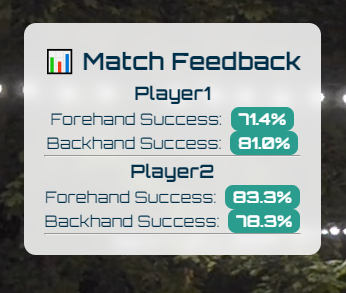 Match Feedback
Player1
Forehand Success: 71.4%
Backhand Success: 81.0%
Player2
Forehand Success: 83.3%
Backhand Success: 78.3%